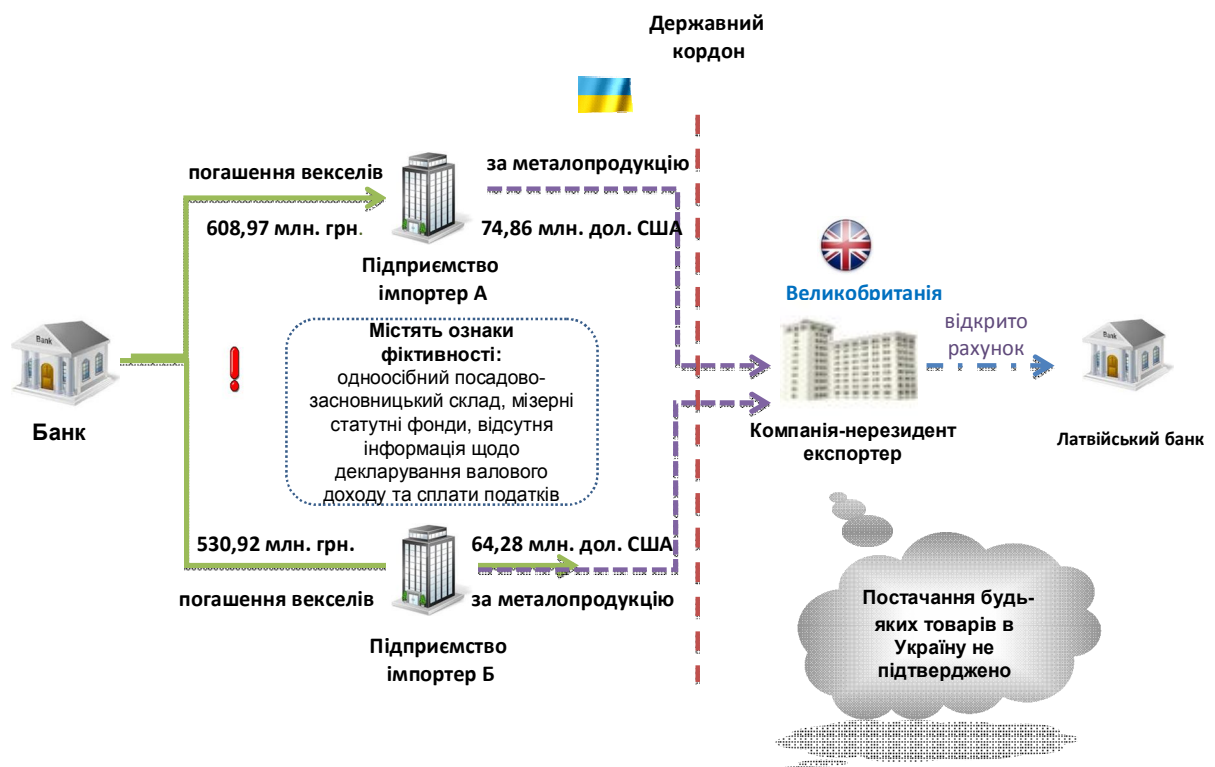 Державний
кордон
погашення векселів
за металопродукцію
608,97 млн. грн.
74,86 млн. дол. США
Підприємство
імпортер А
Великобританія
відкрито
рахунок
Містять ознаки
фіктивності:
одноосібний посадово-
засновницький склад, мізерні
статутні фонди, відсутня
інформація щодо
декларування валового
доходу та сплати податків
Bank
Банк
Компанія-нерезидент
експортер
Bank
Латвійський банк
530,92 млн. грн.
64,28 млн. дол. США
погашення векселів
за металопродукцію
Підприємство
імпортер Б
Постачання будь-
яких товарів в
Україну не
підтверджено